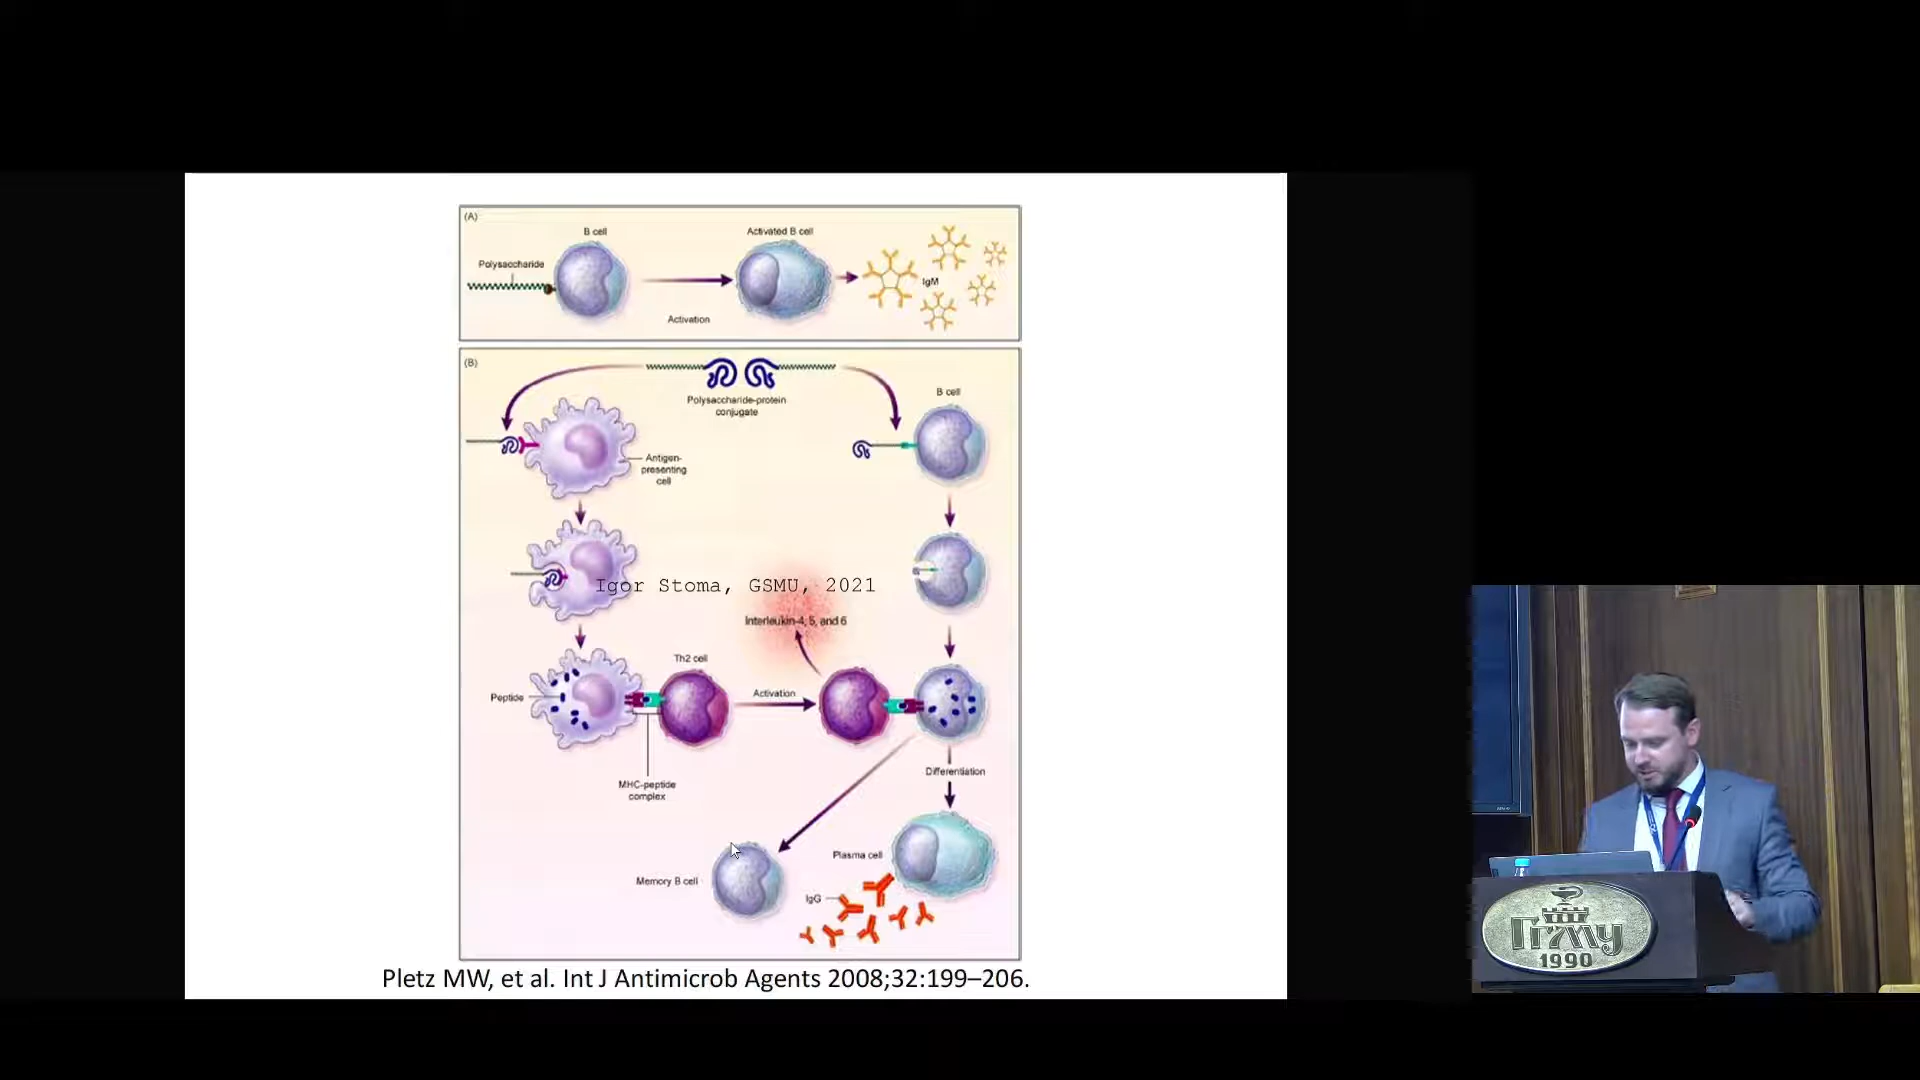 (A)
B cell
Activated B cell
Polysaccharide
IgM
Activation
(B)
Polysaccharide-protein
conjugate
B cell
Antigen-
presenting
cell
Igor Stoma, GSMU, 2021
Interleukin-4, 5, and 6
Th2 cell
Peptide
Activation
MHC-peptide
complex
Differentiation
Plasma cell
Memory B cell
IgG
Pletz MW, et al. Int J Antimicrob Agents 2008;32:199–206.
ГГМУ
1990